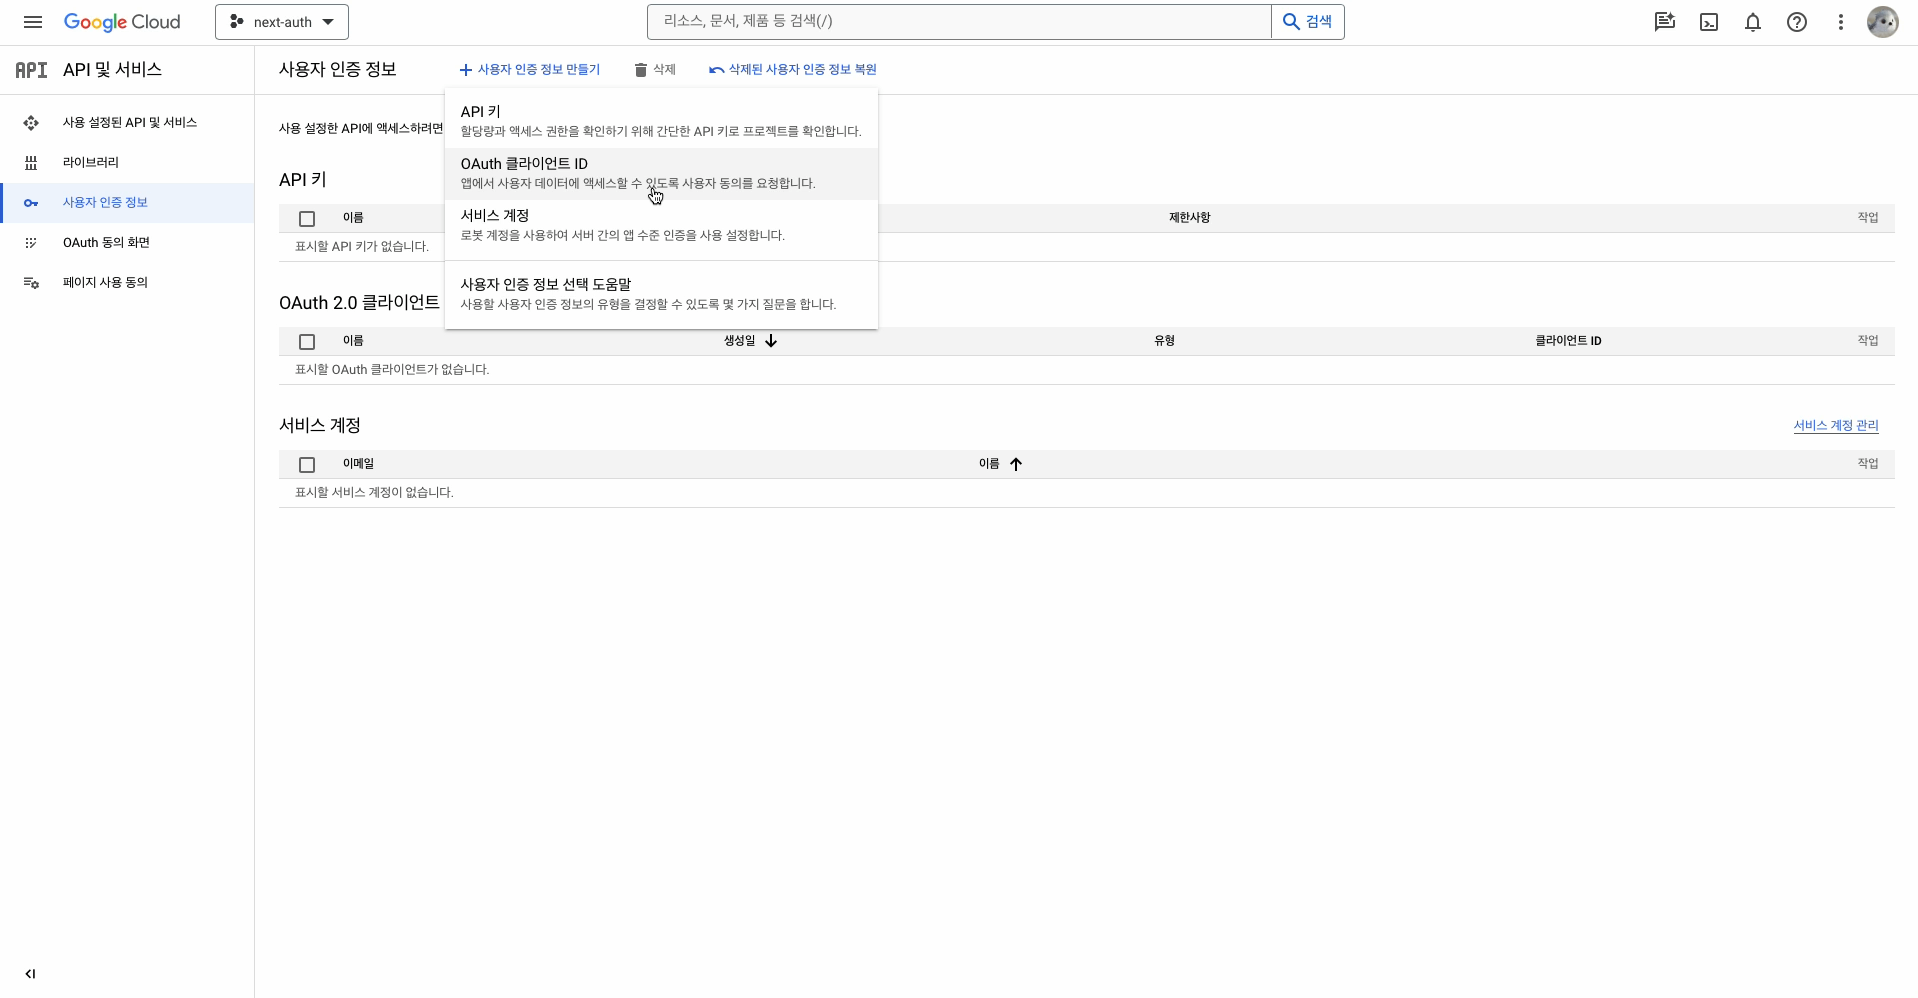 Google Cloud
next-auth
리소스, 문서, 제품 등 검색(/)
검색
API
API 및 서비스
사용 설정된 API 및 서비스
라이브러리
사용자 인증 정보
OAuth 동의 화면
페이지 사용 동의
사용자 인증 정보
사용자 인증 정보 만들기
삭제
삭제된 사용자 인증 정보 복원
사용 설정한 API에 액세스하려면
API 키
할당량과 액세스 권한을 확인하기 위해 간단한 API 키로 프로젝트를 확인합니다.
OAuth 클라이언트 ID
앱에서 사용자 데이터에 액세스할 수 있도록 사용자 동의를 요청합니다.
서비스 계정
로봇 계정을 사용하여 서버 간의 앱 수준 인증을 사용 설정합니다.
사용자 인증 정보 선택 도움말
사용할 사용자 인증 정보의 유형을 결정할 수 있도록 몇 가지 질문을 합니다.
API 키
이름
제한사항
작업
표시할 API 키가 없습니다.
OAuth 2.0 클라이언트
이름
생성일
유형
클라이언트 ID
작업
표시할 OAuth 클라이언트가 없습니다.
서비스 계정
서비스 계정 관리
이메일
이름
작업
표시할 서비스 계정이 없습니다.